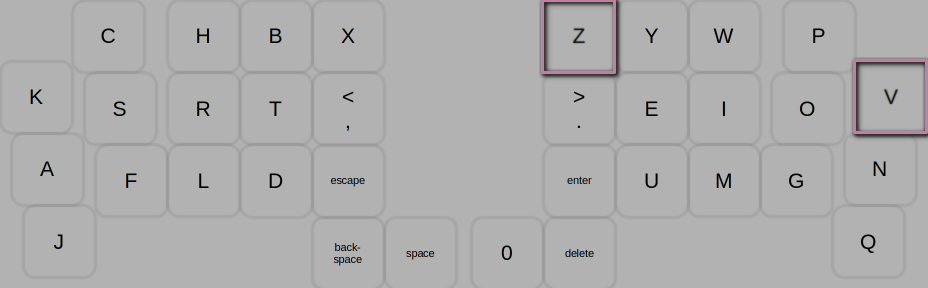 C H B X Z Y W P
K V
S R T < > E I O
, .
A N
F L D escape enter U M G
J Q
back-
space space 0 delete